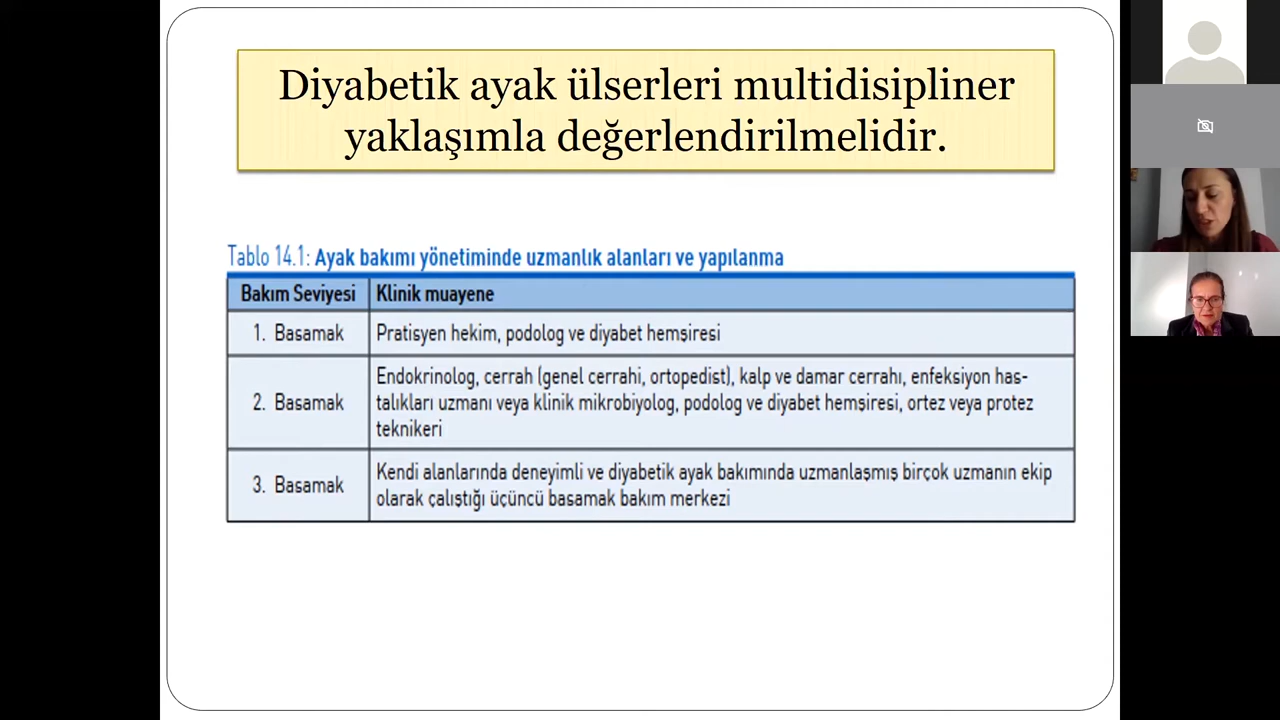 Diyabetik ayak ülserleri multidisipliner
yaklaşımla değerlendirilmelidir.
Tablo 14.1: Ayak bakımı yönetiminde uzmanlık alanları ve yapılanma
Bakım Seviyesi Klinik muayene
1. Basamak Pratisyen hekim, podolog ve diyabet hemşiresi
2. Basamak Endokrinolog, cerrah (genel cerrahi, ortopedist), kalp ve damar cerrahı, enfeksiyon has-
talıkları uzmanı veya klinik mikrobiyolog, podolog ve diyabet hemşiresi, ortez veya protez
teknikeri
3. Basamak Kendi alanlarında deneyimli ve diyabetik ayak bakımında uzmanlaşmış birçok uzmanın ekip
olarak çalıştığı üçüncü basamak bakım merkezi